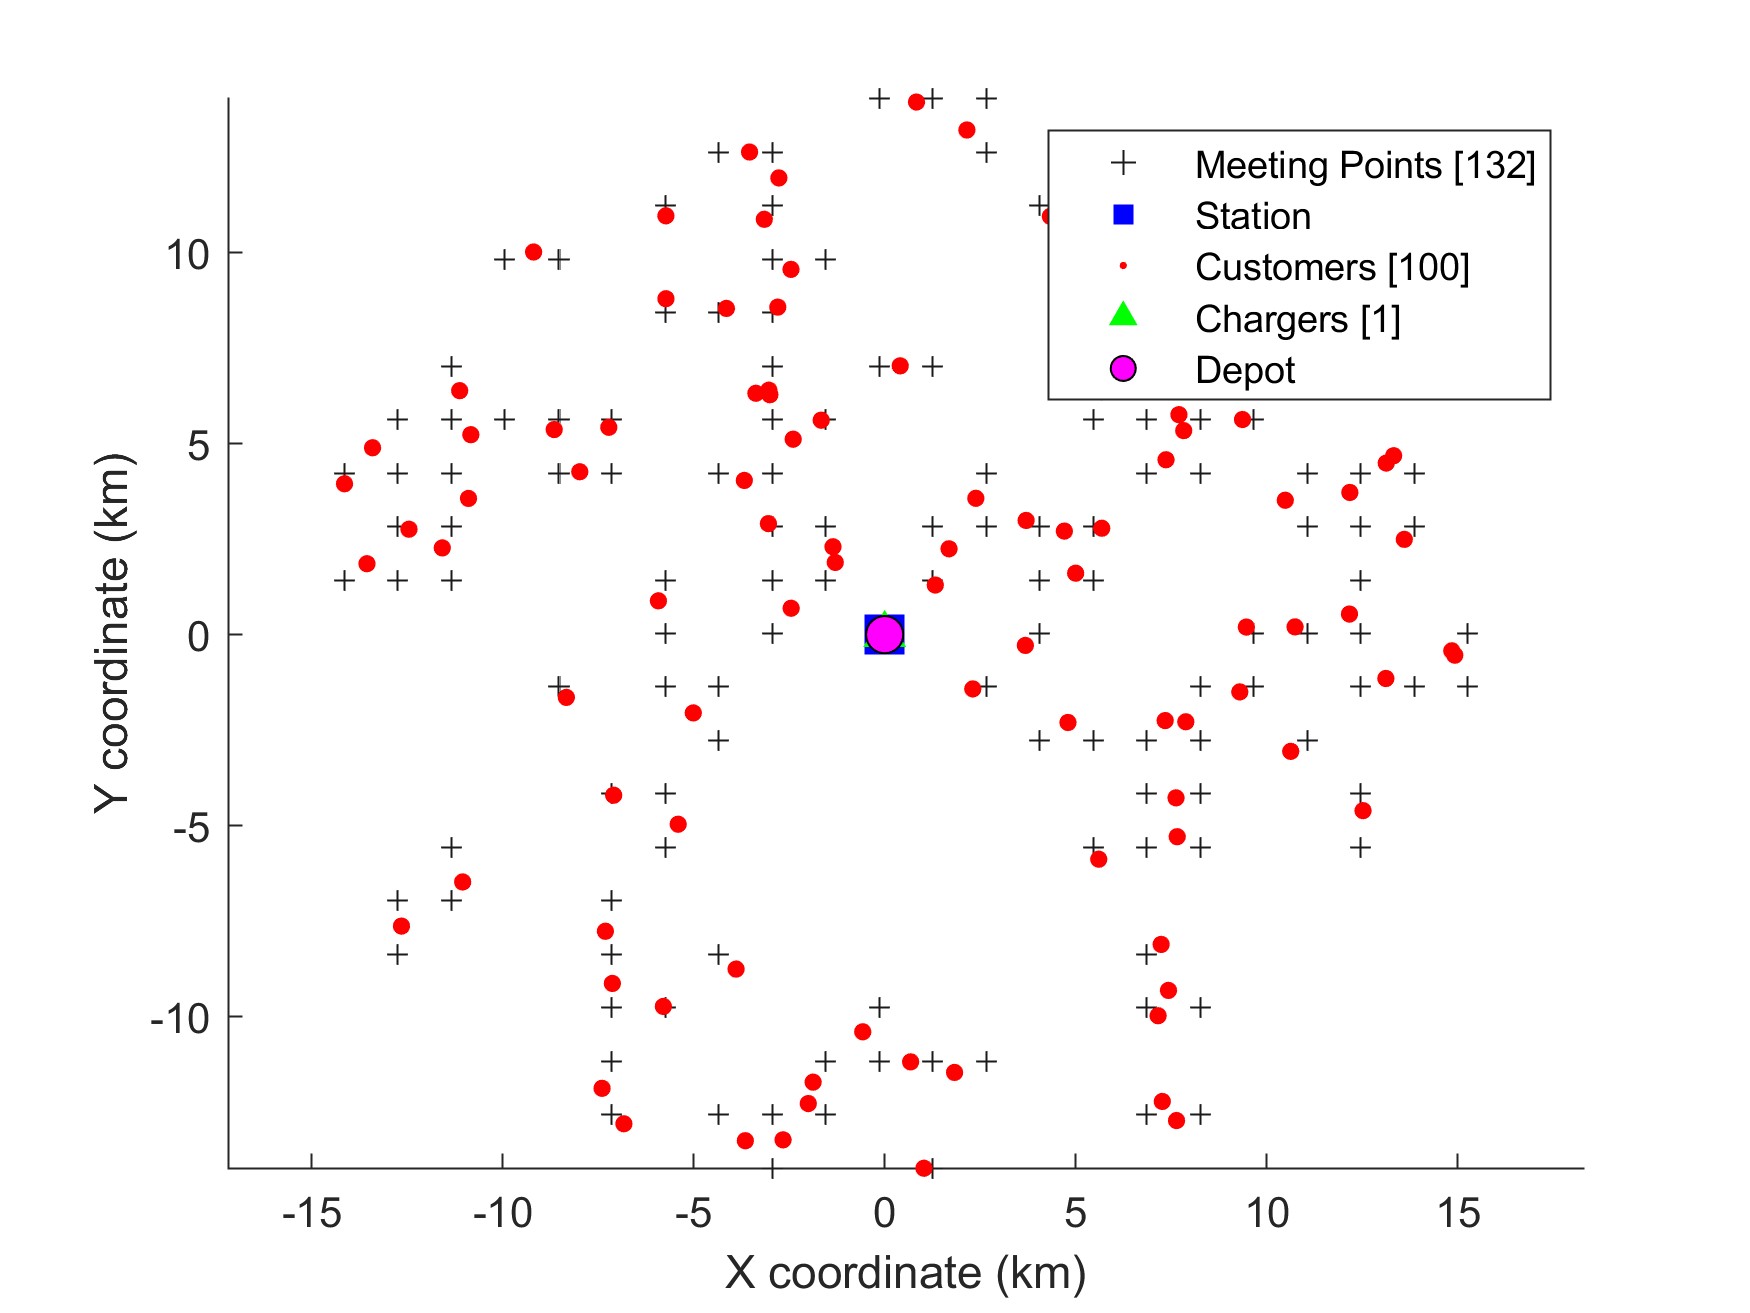 Meeting Points [132]
Station
Customers [100]
Chargers [1]
Depot
10
5
0
-5
-10
Y coordinate (km)
-15 -10 -5 0 5 10 15
X coordinate (km)